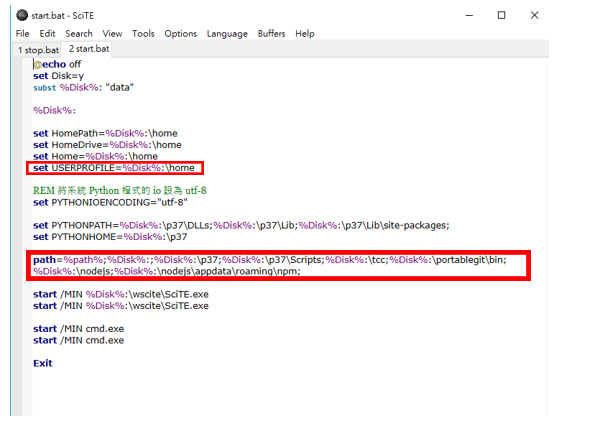 start.bat - SciTE
File Edit Search View Tools Options Language Buffers Help
1 stop.bat 2 start.bat
@echo off
set Disk=y
subst %Disk%: "data"
%Disk%:
set HomePath=%Disk%:\home
set HomeDrive=%Disk%:\home
set Home=%Disk%:\home
set USERPROFILE=%Disk%:\home
REM 將系統 Python 程式的 io 設為 utf-8
set PYTHONIOENCODING="utf-8"
set PYTHONPATH=%Disk%:\p37\DLLs;%Disk%:\p37\Lib;%Disk%:\p37\Lib\site-packages;
set PYTHONHOME=%Disk%:\p37
path=%path%;%Disk%:;%Disk%:\p37;%Disk%:\p37\Scripts;%Disk%:\tcc;%Disk%:\portablegit\bin;
%Disk%:\nodejs;%Disk%:\nodejs\appdata\roaming\npm;
start /MIN %Disk%:\wscite\SciTE.exe
start /MIN %Disk%:\wscite\SciTE.exe
start /MIN cmd.exe
start /MIN cmd.exe
Exit